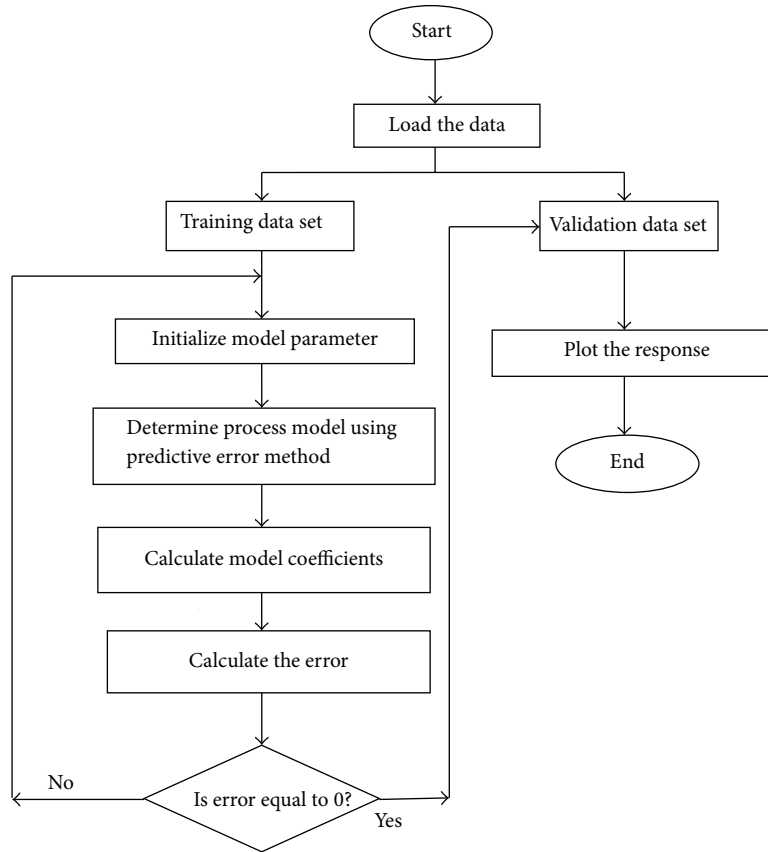 Start
Load the data
Training data set
Validation data set
Initialize model parameter
Plot the response
Determine process model using
predictive error method
End
Calculate model coefficients
Calculate the error
No
Is error equal to 0?
Yes